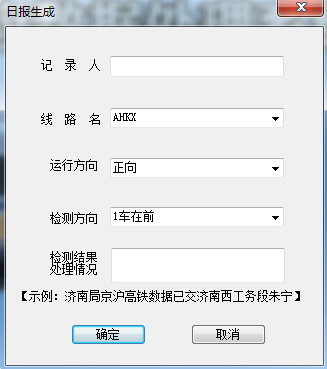 日报生成
记 录 人
线 路 名 AHKX
运行方向 正向
检测方向 1车在前
检测结果
处理情况
【示例：济南局京沪高铁数据已交济南西工务段朱宁】
确定 取消